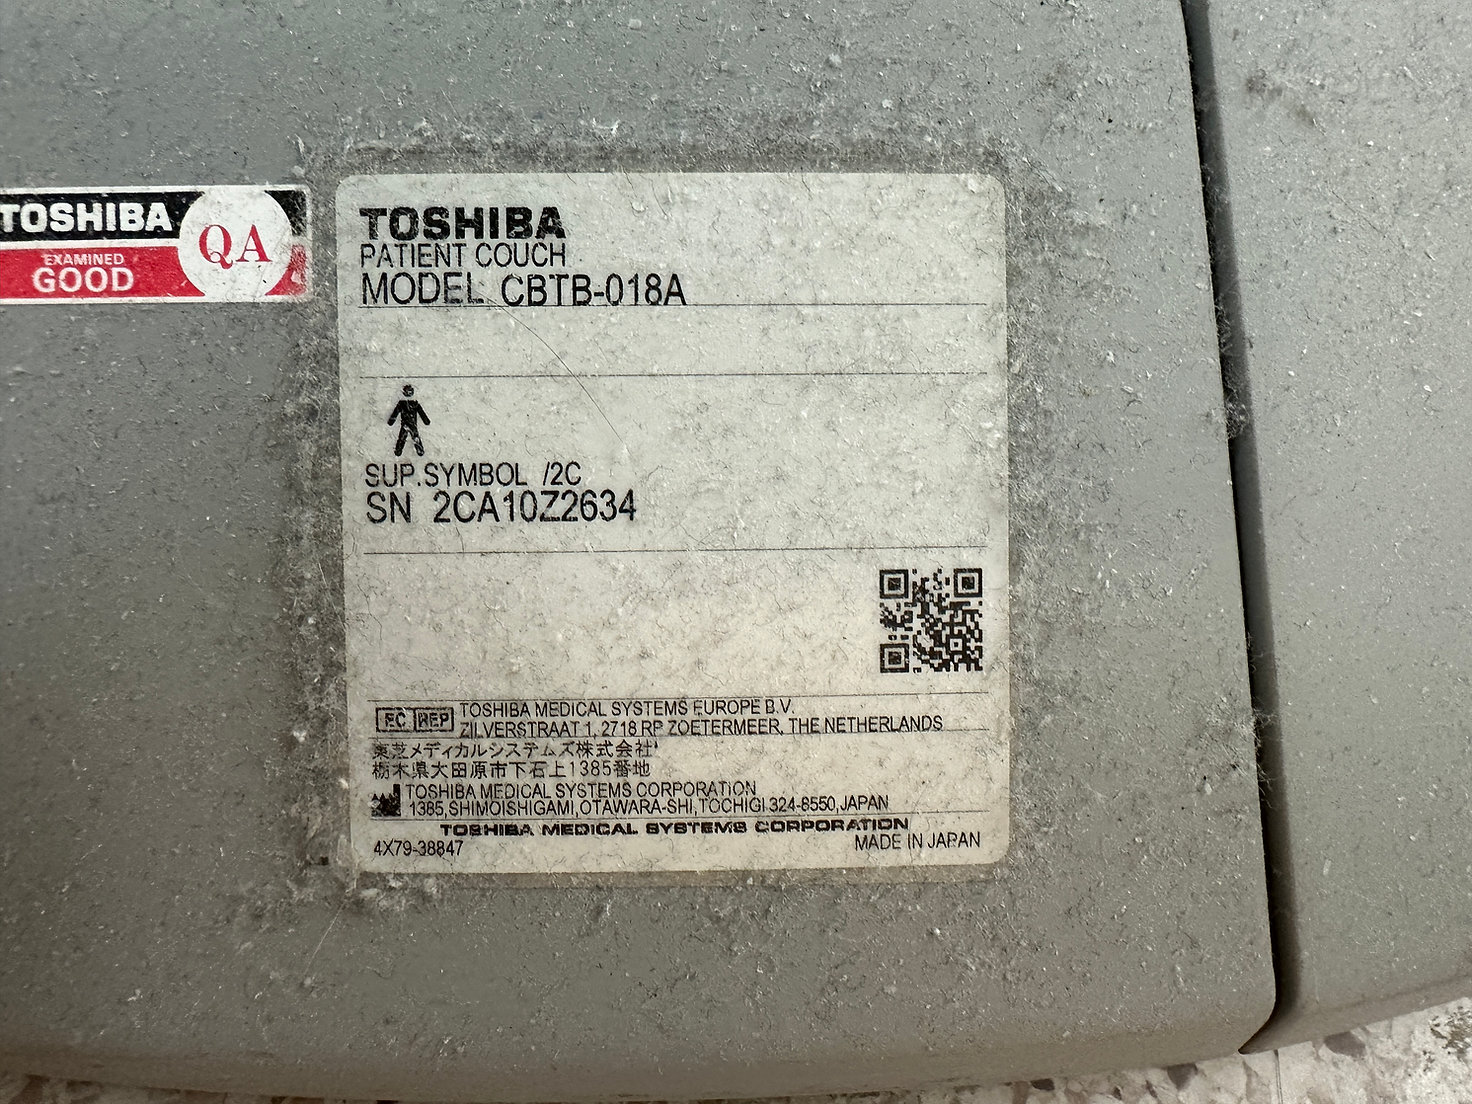 TOSHIBA
EXAMINED
GOOD
QA
TOSHIBA
PATIENT COUCH
MODEL CBTB-018A
SUP.SYMBOL /2C
SN 2CA10Z2634
EC REP
TOSHIBA MEDICAL SYSTEMS EUROPE B.V.
ZILVERSTRAAT 1, 2718 RP ZOETERMEER, THE NETHERLANDS
東芝メディカルシステムズ株式会社
栃木県大田原市下石上1385番地
TOSHIBA MEDICAL SYSTEMS CORPORATION
1385,SHIMOISHIGAMI,OTAWARA-SHI,TOCHIGI 324-8550,JAPAN
TOSHIBA MEDICAL SYSTEMS CORPORATION
4X79-38847
MADE IN JAPAN